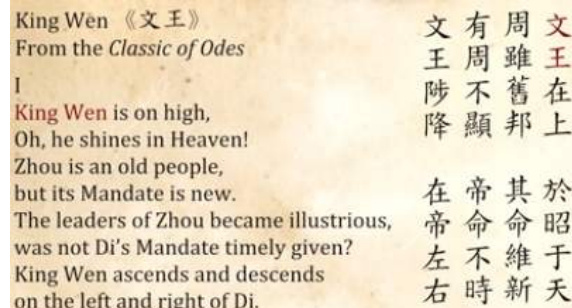 King Wen 《文王》
From the Classic of Odes
I
King Wen is on high,
Oh, he shines in Heaven!
Zhou is an old people,
but its Mandate is new.
The leaders of Zhou became illustrious,
was not Di's Mandate timely given?
King Wen ascends and descends
on the left and right of Di.
文王在上
於昭于天
周雖舊邦
其命維新
有周不顯
帝命不時
文王陟降
在帝左右